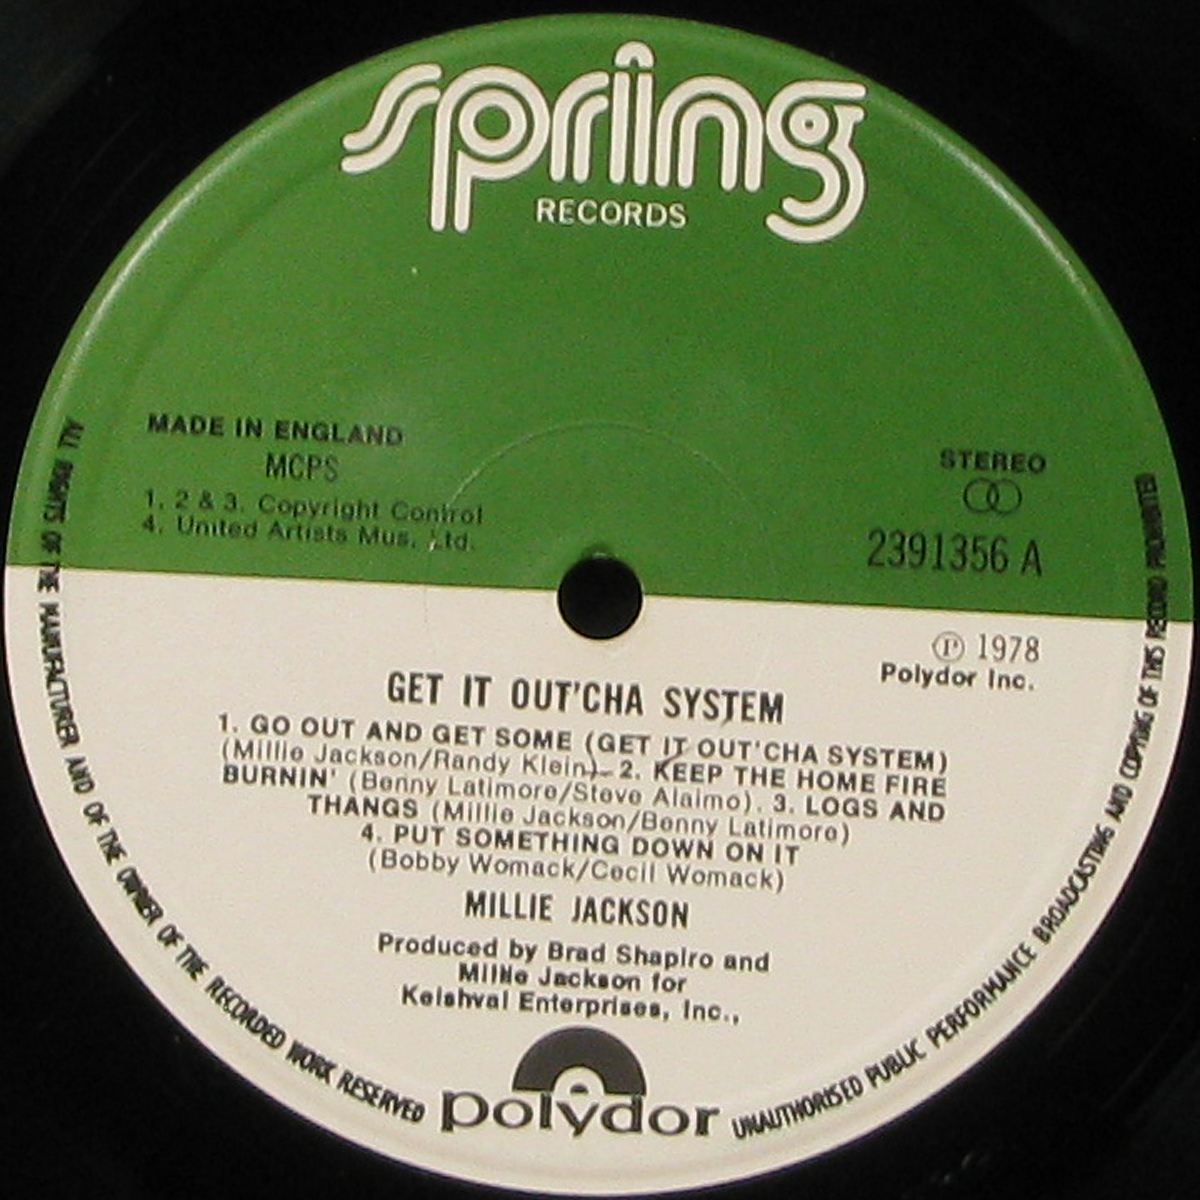 spring
RECORDS
MADE IN ENGLAND
MCPS
1. 2 & 3. Copyright Control
4. United Artists Mus. Ltd.
STEREO
2391356 A
Ⓟ 1978
Polydor Inc.
GET IT OUT'CHA SYSTEM
1. GO OUT AND GET SOME (GET IT OUT'CHA SYSTEM)
(Millie Jackson/Randy Klein) 2. KEEP THE HOME FIRE
BURNIN' (Benny Latimore/Steve Alaimo). 3. LOGS AND
THANGS (Millie Jackson/Benny Latimore)
4. PUT SOMETHING DOWN ON IT
(Bobby Womack/Cecil Womack)
MILLIE JACKSON
Produced by Brad Shapiro and
Millie Jackson for
Keishval Enterprises, Inc.,
polydor
ALL RIGHTS OF THE MANUFACTURER AND OF THE OWNER OF THE RECORDED WORK RESERVED
UNAUTHORISED PUBLIC PERFORMANCE BROADCASTING AND COPYING OF THIS RECORD PROHIBITED